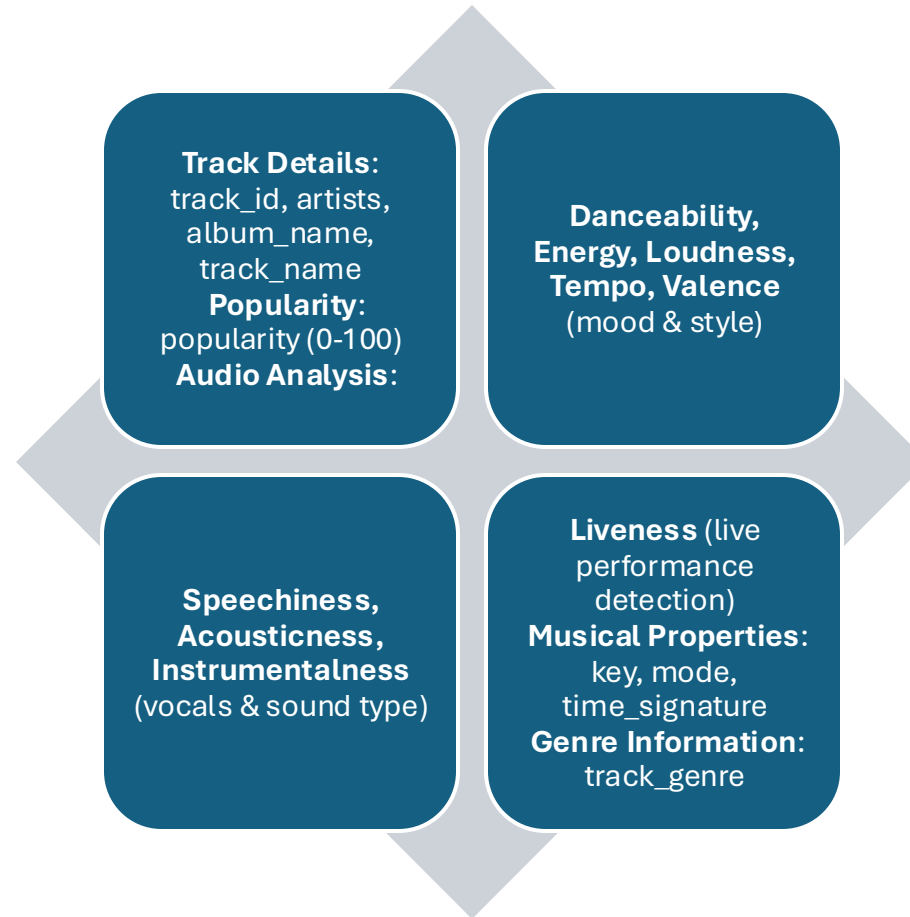 Track Details:
track_id, artists,
album_name,
track_name
Popularity:
popularity (0-100)
Audio Analysis:
Danceability,
Energy, Loudness,
Tempo, Valence
(mood & style)
Speechiness,
Acousticness,
Instrumentalness
(vocals & sound type)
Liveness (live
performance
detection)
Musical Properties:
key, mode,
time_signature
Genre Information:
track_genre